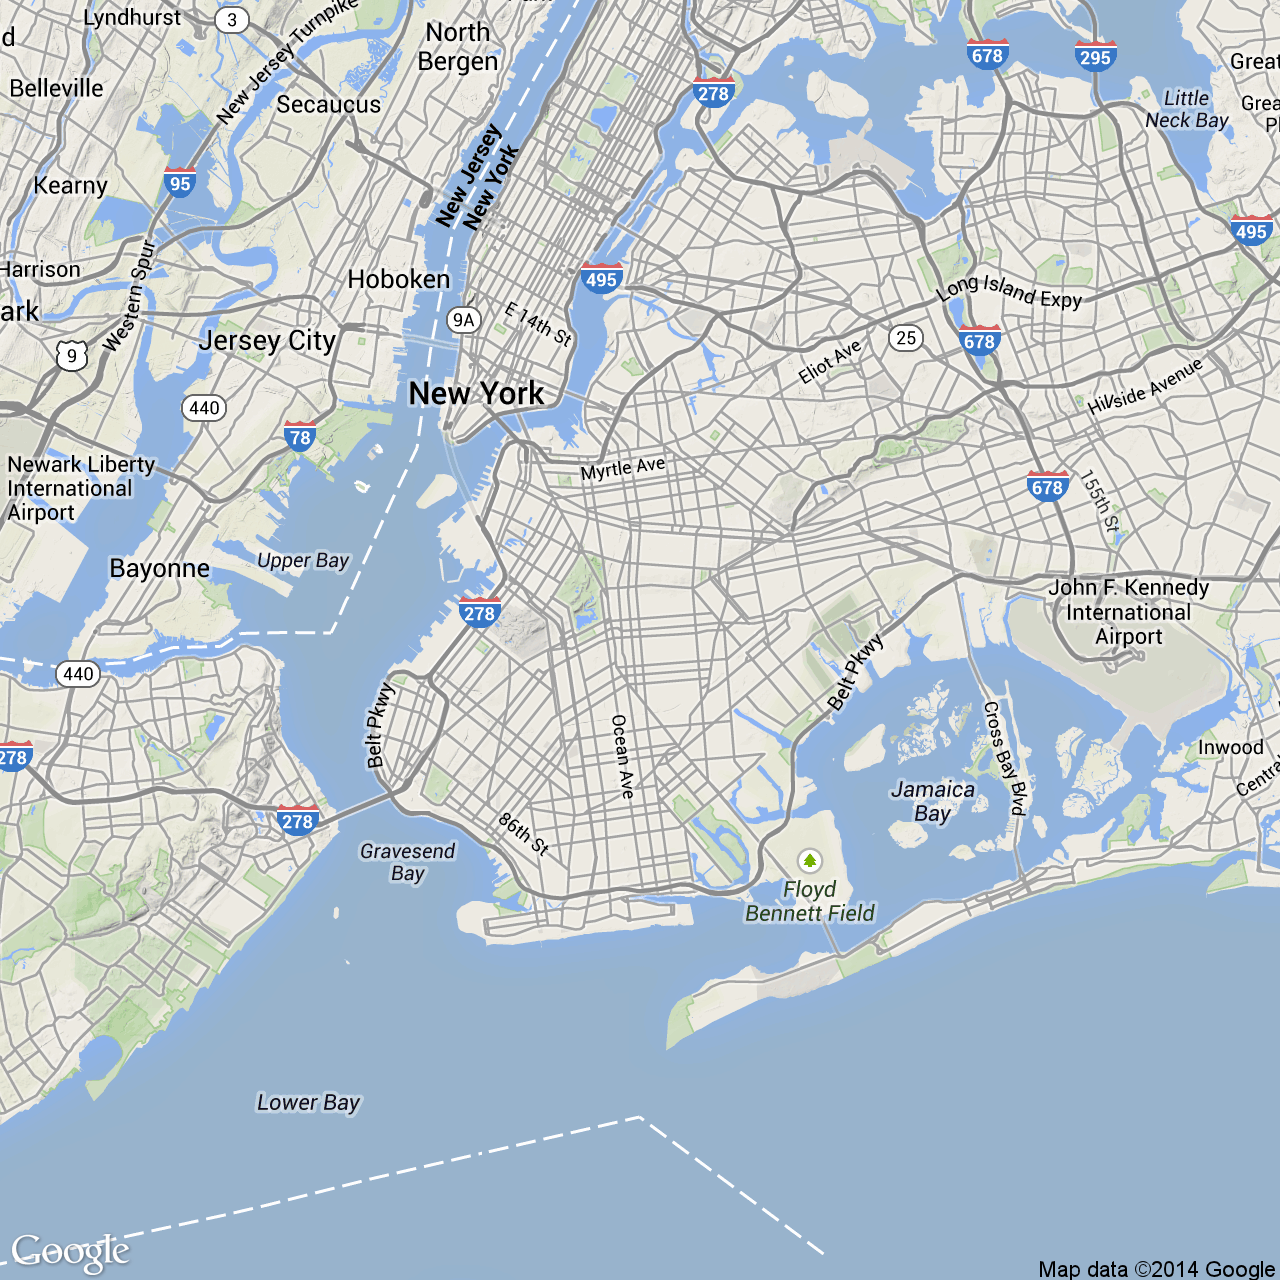 Lyndhurst
3
New Jersey Turnpike
North
Bergen
678
295
Great
d
Belleville
Secaucus
278
Little
Neck Bay
Grea
Pl
Kearny
95
New Jersey
New York
495
Harrison
Western Spur
Hoboken
495
Long Island Expy
ark
9A
E 14th St
9
Jersey City
25
678
Eliot Ave
New York
Hillside Avenue
440
78
Newark Liberty
International
Airport
Myrtle Ave
678
155th St
Upper Bay
Bayonne
John F. Kennedy
International
Airport
278
440
Belt Pkwy
Belt Pkwy
Ocean Ave
Cross Bay Blvd
Inwood
278
Central
Jamaica
Bay
278
86th St
Gravesend
Bay
Floyd
Bennett Field
Lower Bay
Google
Map data ©2014 Google